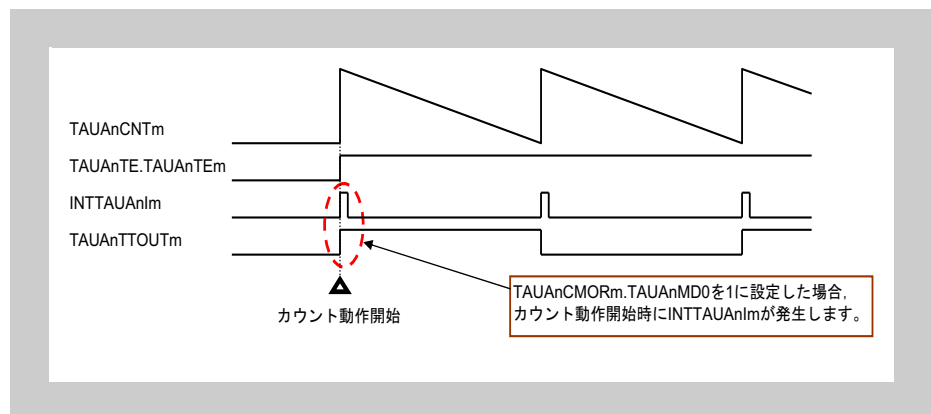 TAUAnCNTm
TAUAnTE.TAUAnTEm
INTTAUAnIm
TAUAnTTOUTm
カウント動作開始
TAUAnCMORm.TAUAnMD0を1に設定した場合,
カウント動作開始時にINTTAUAnImが発生します。